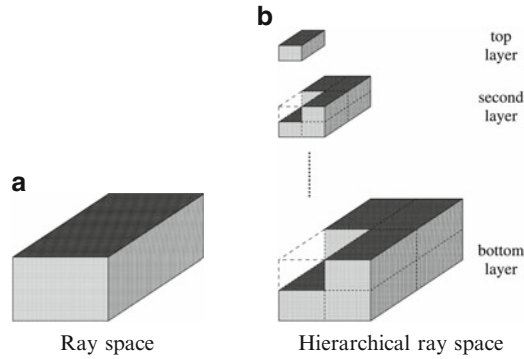 a
Ray space
b
top
layer
second
layer
bottom
layer
Hierarchical ray space